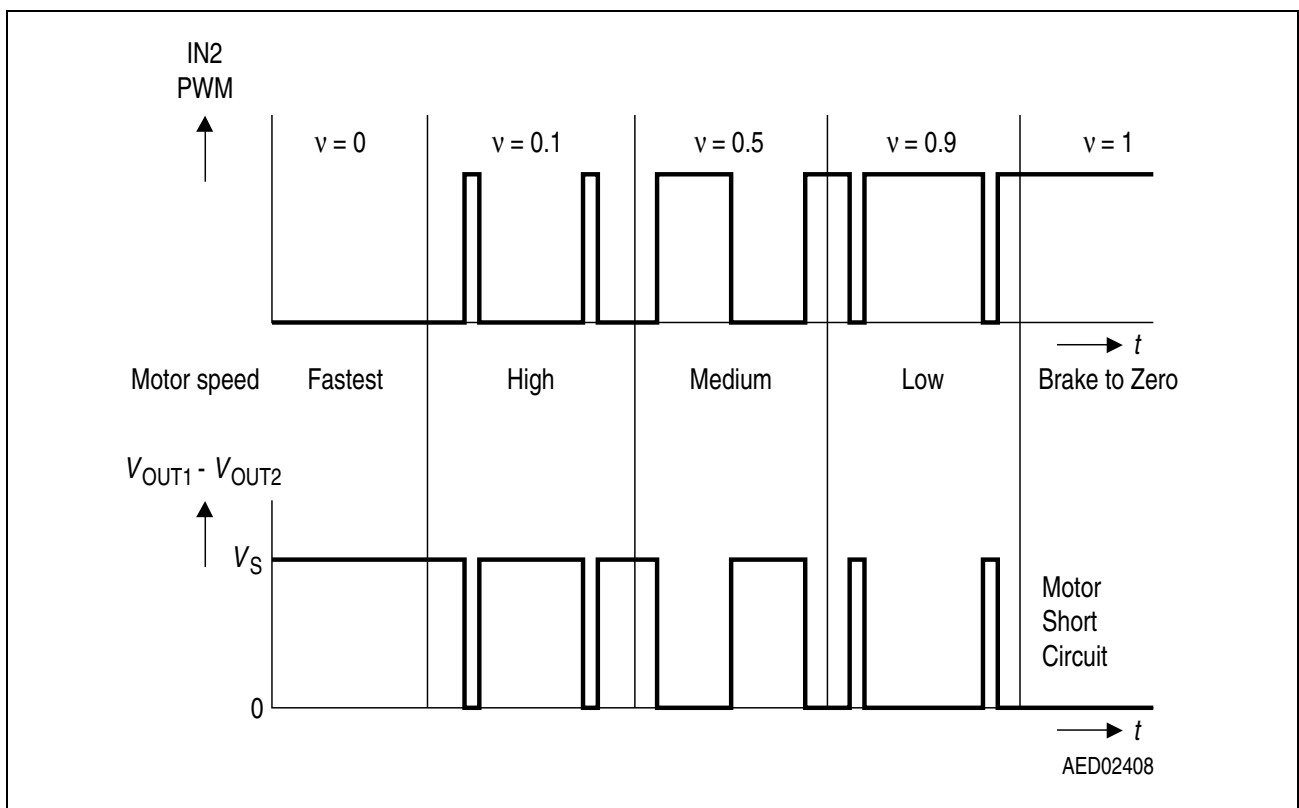 IN2
PWM
ν = 0
ν = 0.1
ν = 0.5
ν = 0.9
ν = 1
t
Motor speed
Fastest
High
Medium
Low
Brake to Zero
VOUT1 - VOUT2
VS
Motor
Short
Circuit
0
t
AED02408